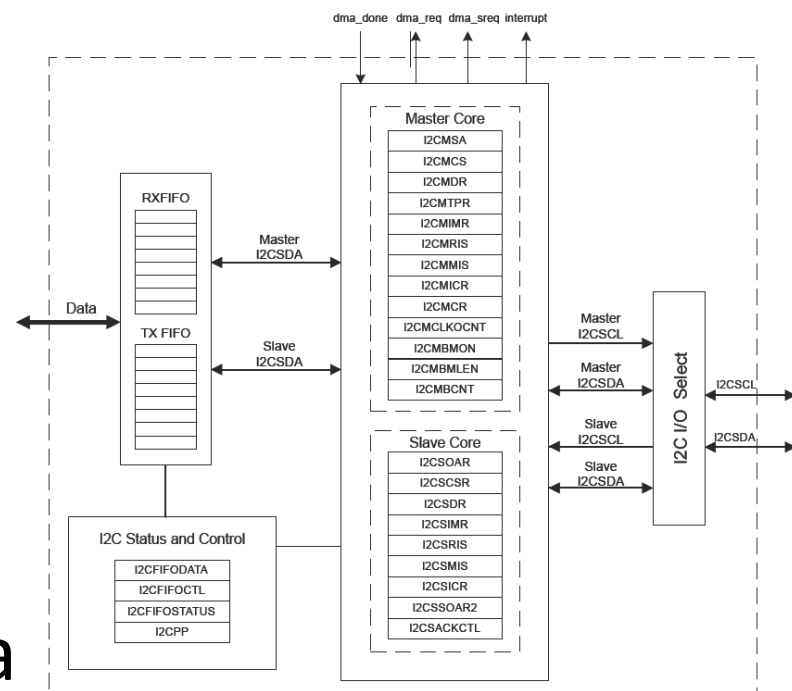 dma_done dma_req dma_sreq interrupt
Master Core
I2CMSA
I2CMCS
I2CMDR
I2CMTPR
I2CMIMR
I2CMRIS
I2CMMIS
I2CMICR
I2CMCR
I2CMCLKOCNT
I2CMBMON
I2CMBMLEN
I2CMBCNT
Slave Core
I2CSOAR
I2CSCSR
I2CSDR
I2CSIMR
I2CSRIS
I2CSMIS
I2CSICR
I2CSSOAR2
I2CSACKCTL
RXFIFO
TX FIFO
Data
Master
I2CSDA
Slave
I2CSDA
I2C Status and Control
I2CFIFODATA
I2CFIFOCTL
I2CFIFOSTATUS
I2CPP
Master
I2CSCL
Master
I2CSDA
Slave
I2CSCL
Slave
I2CSDA
I2C I/O Select
I2CSCL
I2CSDA
a